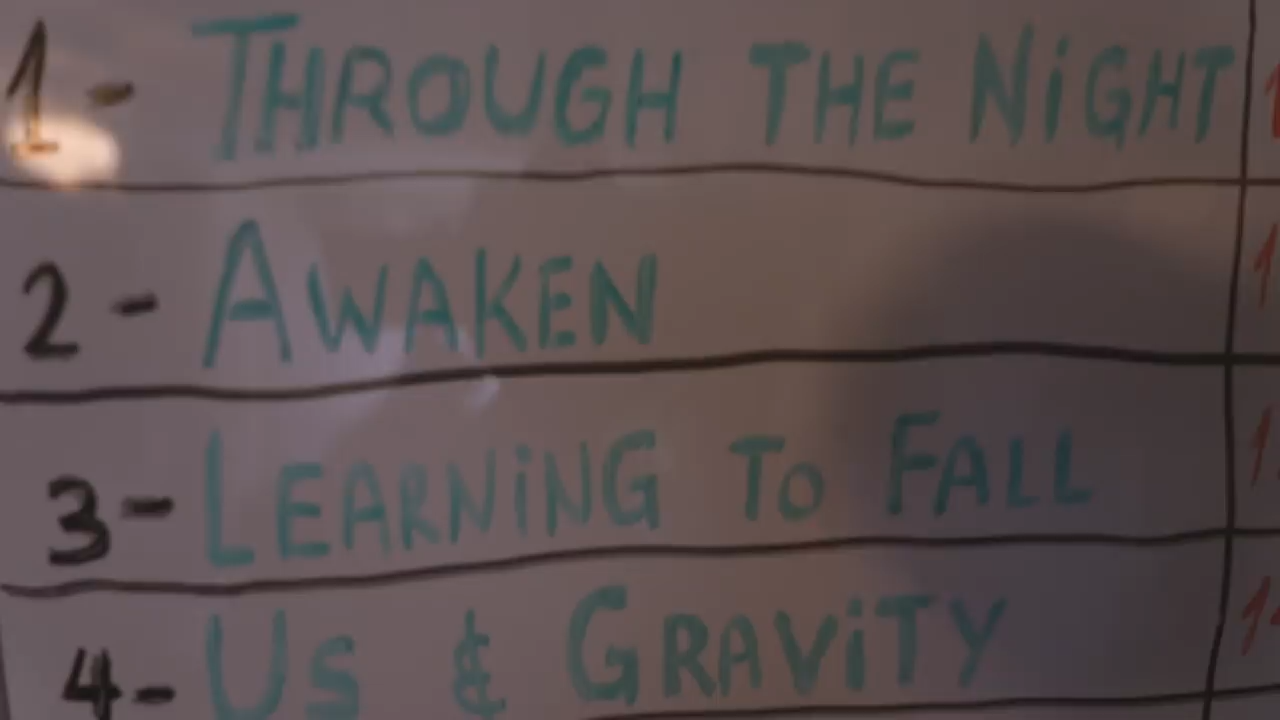 1- THROUGH THE NiGHT
2- AWAKEN
3- LEARNiNG TO FALL
4- US & GRAViTY